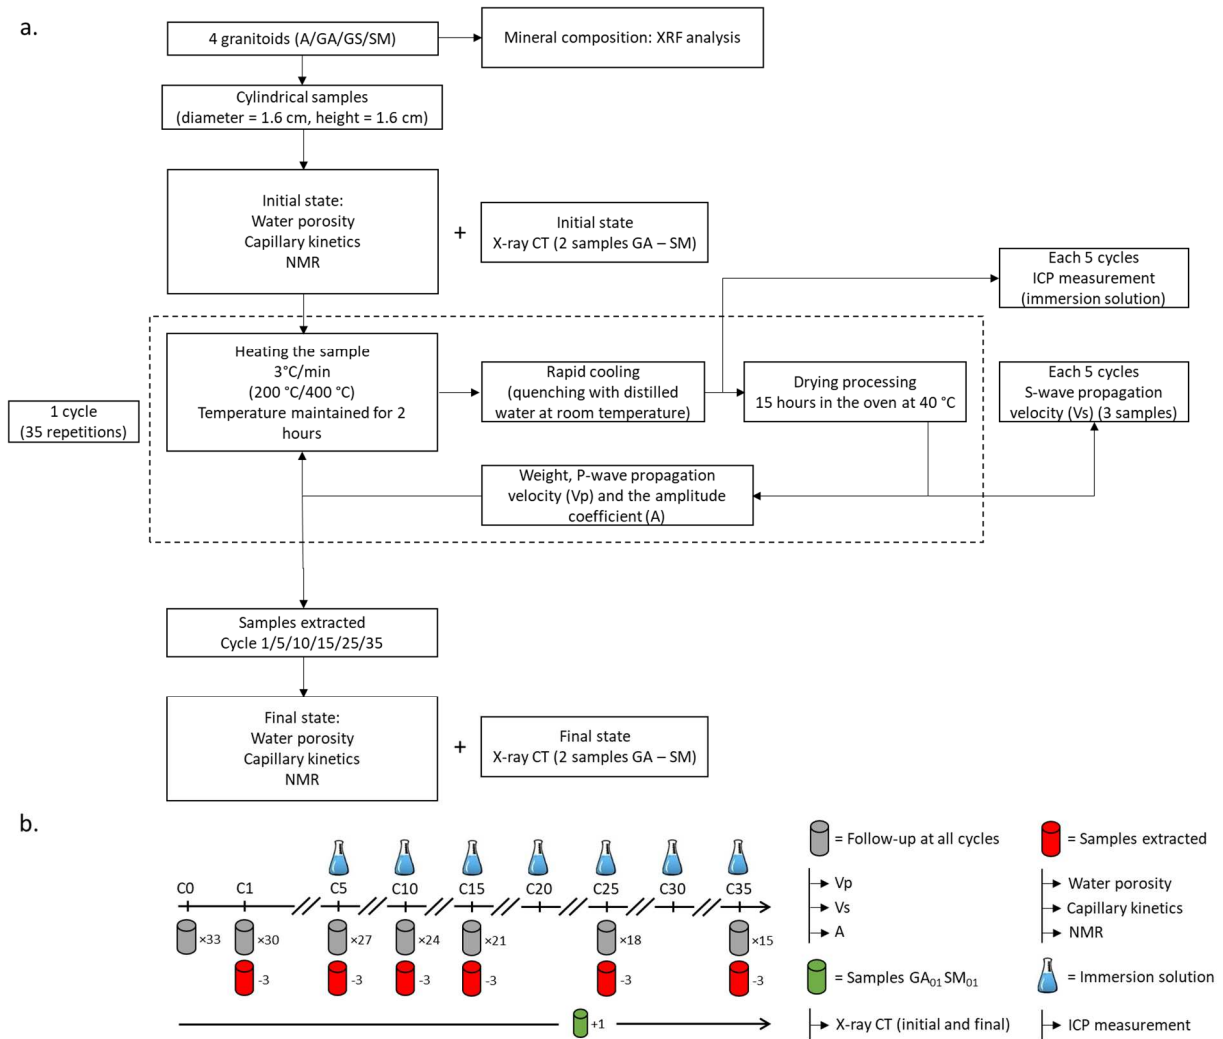 a.
4 granitoids (A/GA/GS/SM)
Mineral composition: XRF analysis
Cylindrical samples
(diameter = 1.6 cm, height = 1.6 cm)
Initial state:
Water porosity
Capillary kinetics
NMR
+
Initial state
X-ray CT (2 samples GA – SM)
Each 5 cycles
ICP measurement
(immersion solution)
1 cycle
(35 repetitions)
Heating the sample
3°C/min
(200 °C/400 °C)
Temperature maintained for 2
hours
Rapid cooling
(quenching with distilled
water at room temperature)
Drying processing
15 hours in the oven at 40 °C
Each 5 cycles
S-wave propagation
velocity (Vs) (3 samples)
Weight, P-wave propagation
velocity (Vp) and the amplitude
coefficient (A)
Samples extracted
Cycle 1/5/10/15/25/35
Final state:
Water porosity
Capillary kinetics
NMR
+
Final state
X-ray CT (2 samples GA – SM)
b.
C0 C1 C5 C10 C15 C20 C25 C30 C35
×33 ×30 ×27 ×24 ×21 ×18 ×15
-3 -3 -3 -3 -3 -3
+1
= Follow-up at all cycles
Vp
Vs
A
= Samples GA01 SM01
X-ray CT (initial and final)
= Samples extracted
Water porosity
Capillary kinetics
NMR
= Immersion solution
ICP measurement